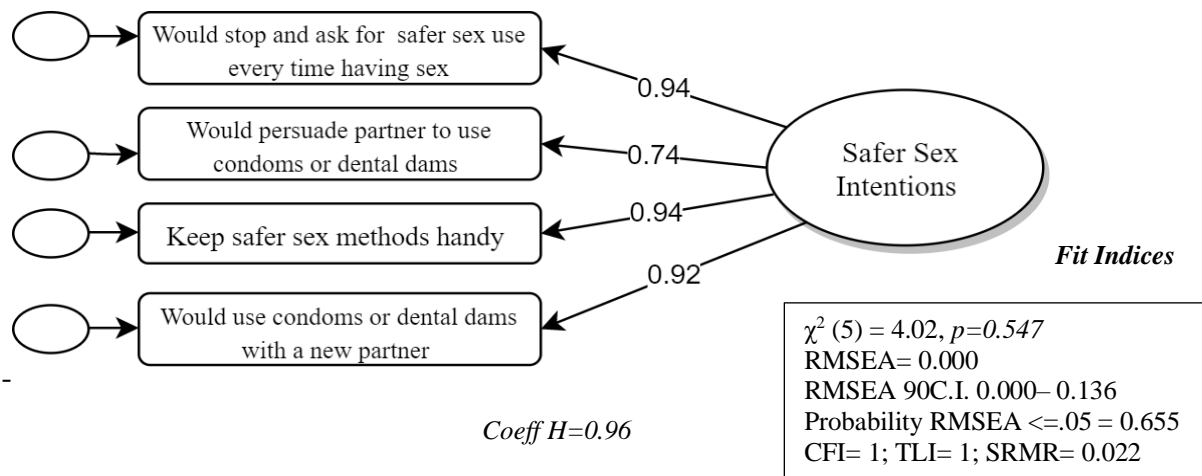 Would stop and ask for safer sex use
every time having sex
0.94
Would persuade partner to use
condoms or dental dams
0.74
Safer Sex
Intentions
Keep safer sex methods handy
0.94
Fit Indices
0.92
Would use condoms or dental dams
with a new partner
-
Coeff H=0.96
χ² (5) = 4.02, p=0.547
RMSEA= 0.000
RMSEA 90C.I. 0.000– 0.136
Probability RMSEA <=.05 = 0.655
CFI= 1; TLI= 1; SRMR= 0.022